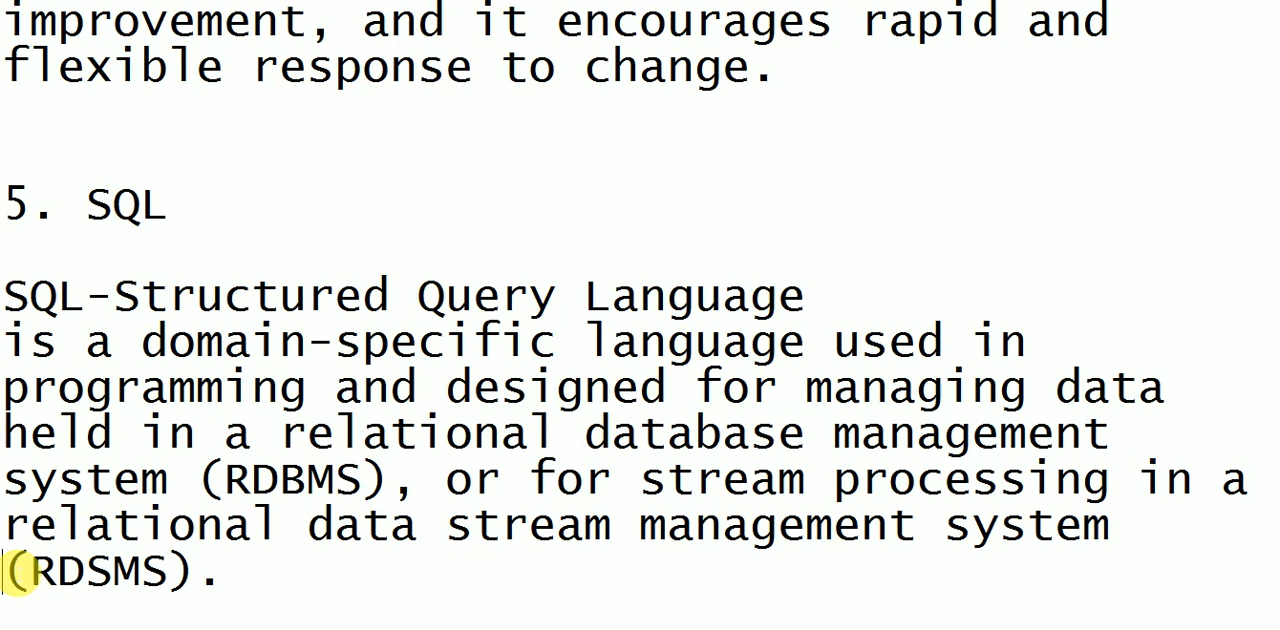 improvement, and it encourages rapid and
flexible response to change.
5. SQL
SQL-Structured Query Language
is a domain-specific language used in
programming and designed for managing data
held in a relational database management
system (RDBMS), or for stream processing in a
relational data stream management system
(RDSMS).